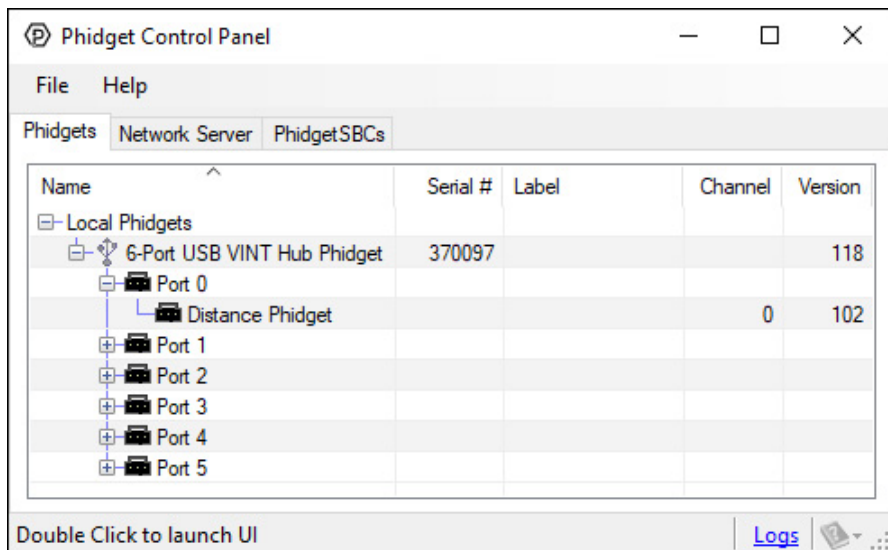 Phidget Control Panel
File Help
Phidgets Network Server PhidgetSBCs
Name Serial # Label Channel Version
Local Phidgets
6-Port USB VINT Hub Phidget 370097 118
Port 0
Distance Phidget 0 102
Port 1
Port 2
Port 3
Port 4
Port 5
Double Click to launch UI Logs